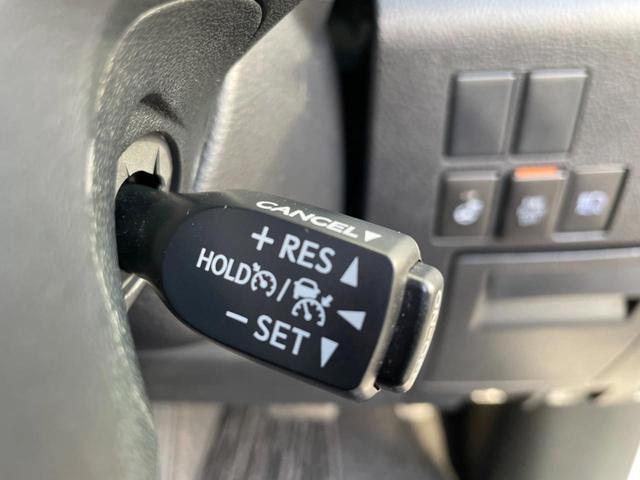 CANCEL▼
+ RES ▲
HOLD / ◀
− SET ▼